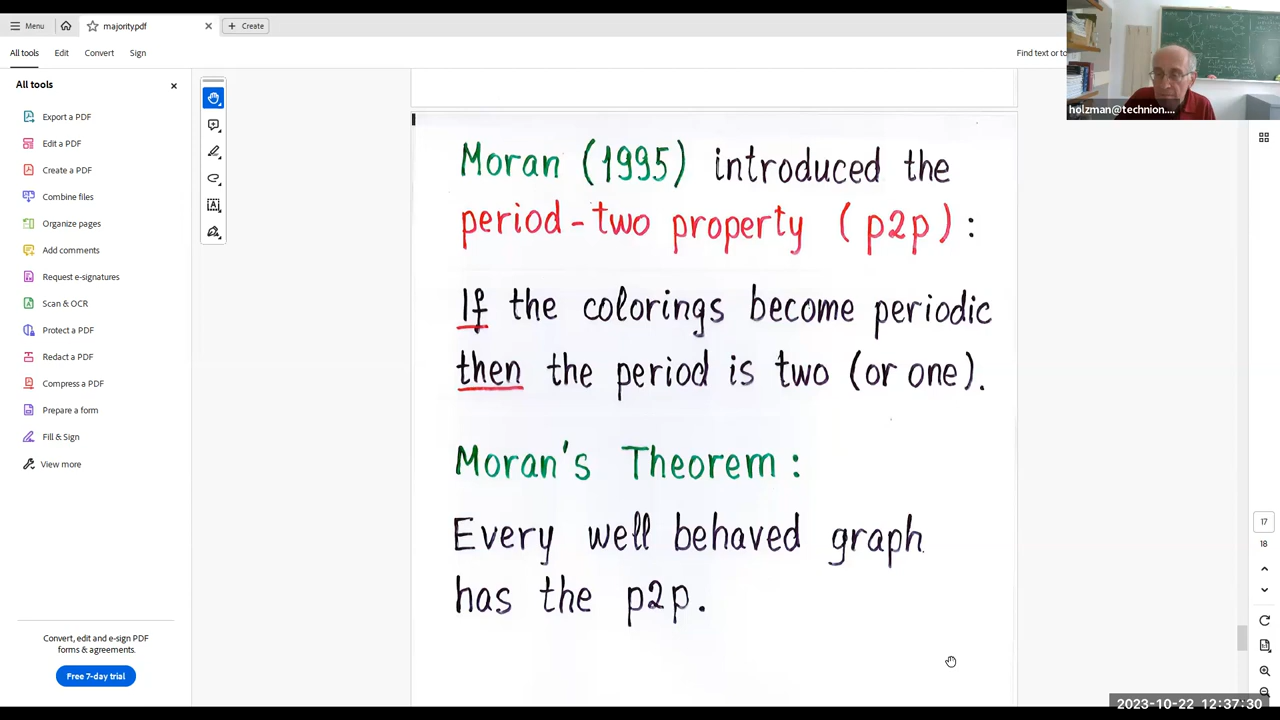 Menu
majority.pdf
Create
All tools
Edit
Convert
Sign
Find text or to
holzman@technion....
All tools
Export a PDF
Edit a PDF
Create a PDF
Combine files
Organize pages
Add comments
Request e-signatures
Scan & OCR
Protect a PDF
Redact a PDF
Compress a PDF
Prepare a form
Fill & Sign
View more
Convert, edit and e-sign PDF
forms & agreements.
Free 7-day trial
Moran (1995) introduced the
period-two property (p2p):
If the colorings become periodic
then the period is two (or one).
Moran's Theorem:
Every well behaved graph
has the p2p.
17
18
2023-10-22 12:37:30